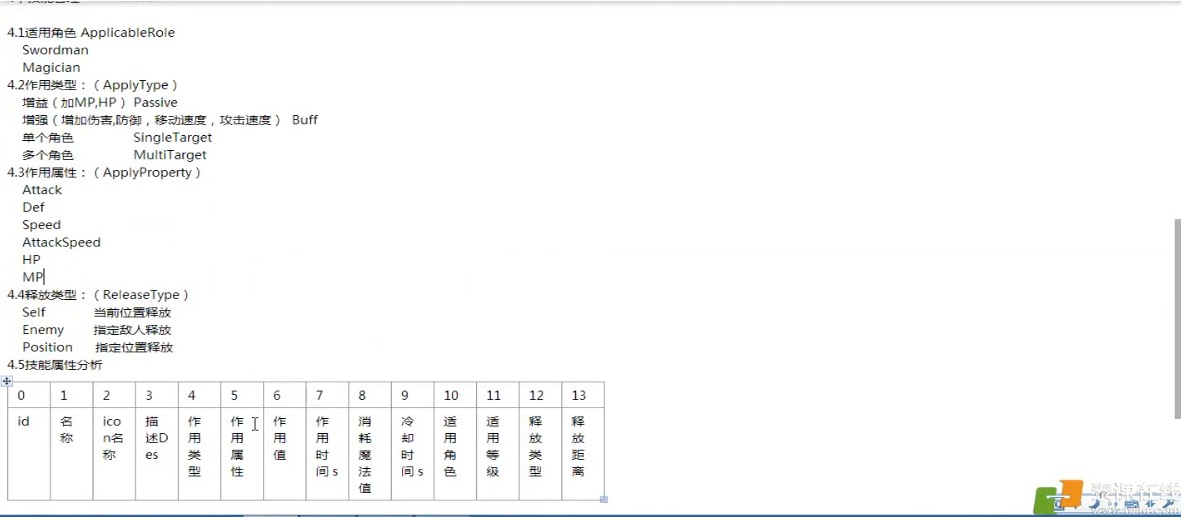 4.1适用角色 ApplicableRole
Swordman
Magician
4.2作用类型：（ApplyType）
增益（加MP,HP） Passive
增强（增加伤害,防御，移动速度，攻击速度） Buff
单个角色 SingleTarget
多个角色 MultiTarget
4.3作用属性：（ApplyProperty）
Attack
Def
Speed
AttackSpeed
HP
MP
4.4释放类型：（ReleaseType）
Self 当前位置释放
Enemy 指定敌人释放
Position 指定位置释放
4.5技能属性分析
0 1 2 3 4 5 6 7 8 9 10 11 12 13
id 名称 icon名称 描述Des 作用类型 作用属性 作用值 作用时间s 消耗魔法值 冷却时间s 适用角色 适用等级 释放类型 释放距离